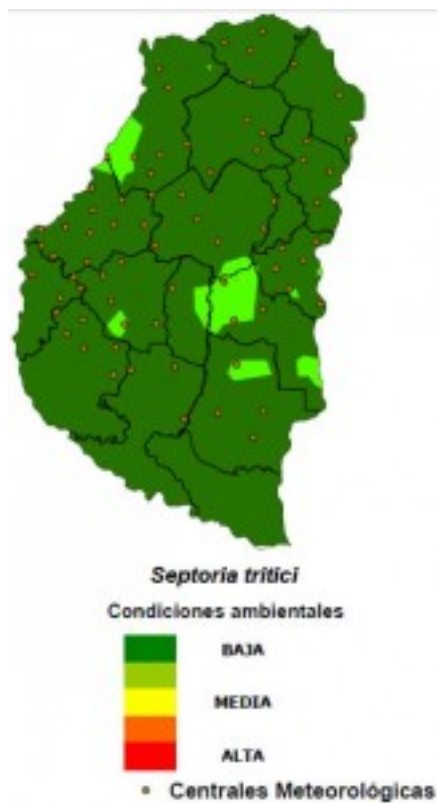 Septoria tritici
Condiciones ambientales
BAJA
MEDIA
ALTA
Centrales Meteorológicas